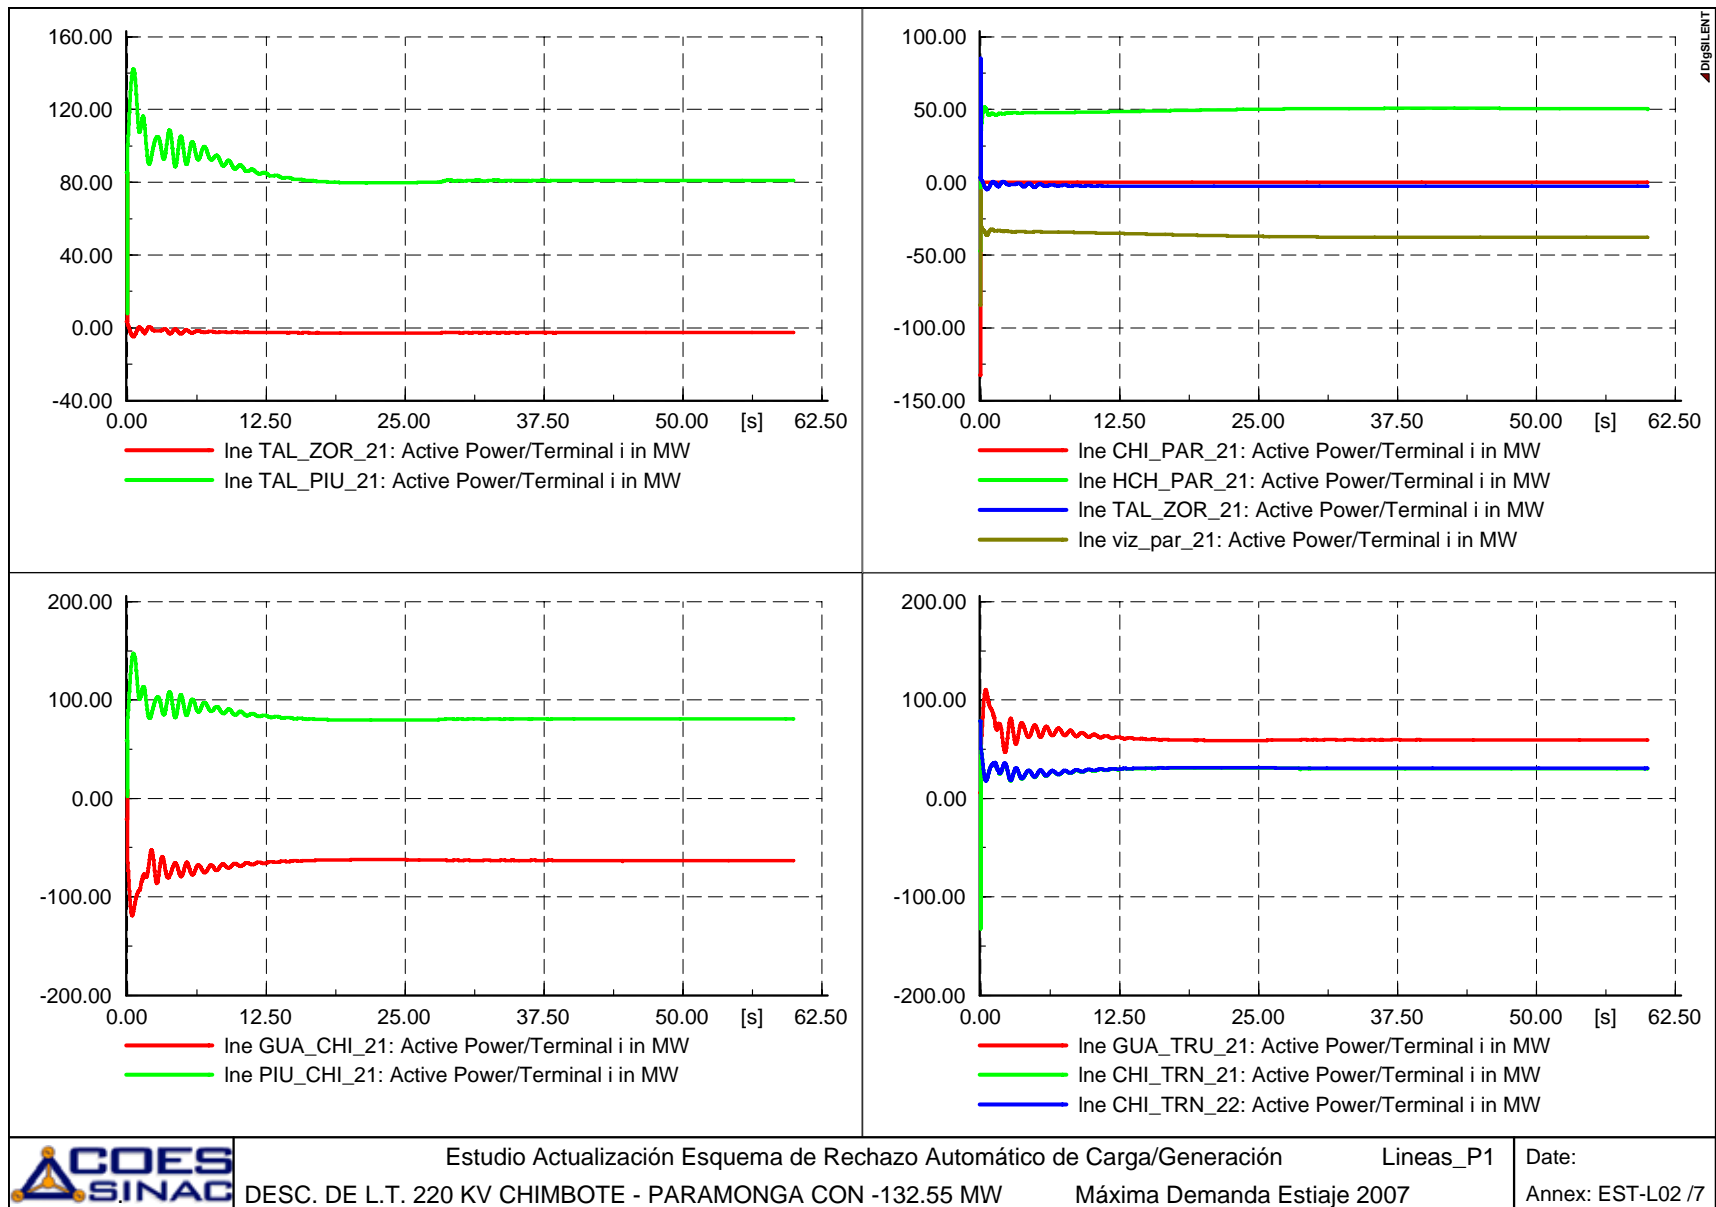 160.00
120.00
80.00
40.00
0.00
-40.00
0.00 12.50 25.00 37.50 50.00 [s] 62.50
lne TAL_ZOR_21: Active Power/Terminal i in MW
lne TAL_PIU_21: Active Power/Terminal i in MW
100.00
50.00
0.00
-50.00
-100.00
-150.00
0.00 12.50 25.00 37.50 50.00 [s] 62.50
lne CHI_PAR_21: Active Power/Terminal i in MW
lne HCH_PAR_21: Active Power/Terminal i in MW
lne TAL_ZOR_21: Active Power/Terminal i in MW
lne viz_par_21: Active Power/Terminal i in MW
DIgSILENT
200.00
100.00
0.00
-100.00
-200.00
0.00 12.50 25.00 37.50 50.00 [s] 62.50
lne GUA_CHI_21: Active Power/Terminal i in MW
lne PIU_CHI_21: Active Power/Terminal i in MW
200.00
100.00
0.00
-100.00
-200.00
0.00 12.50 25.00 37.50 50.00 [s] 62.50
lne GUA_TRU_21: Active Power/Terminal i in MW
lne CHI_TRN_21: Active Power/Terminal i in MW
lne CHI_TRN_22: Active Power/Terminal i in MW
COES
SINAC
Estudio Actualización Esquema de Rechazo Automático de Carga/Generación Lineas_P1
DESC. DE L.T. 220 KV CHIMBOTE - PARAMONGA CON -132.55 MW Máxima Demanda Estiaje 2007
Date:
Annex: EST-L02 /7